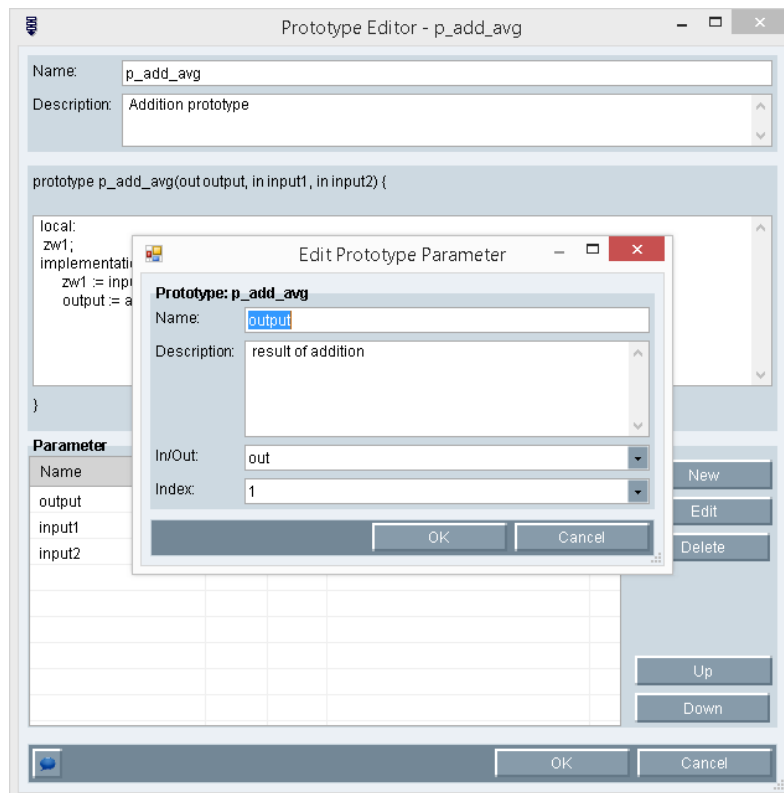 Prototype Editor - p_add_avg
Name: p_add_avg
Description: Addition prototype
prototype p_add_avg(out output, in input1, in input2) {
local:
zw1;
zw1 := 
output := 
}
Edit Prototype Parameter
Prototype: p_add_avg
Name: output
Description: result of addition
In/Out: out
Index: 1
OK Cancel
Parameter
Name
output
input1
input2
New
Edit
Delete
Up
Down
OK Cancel